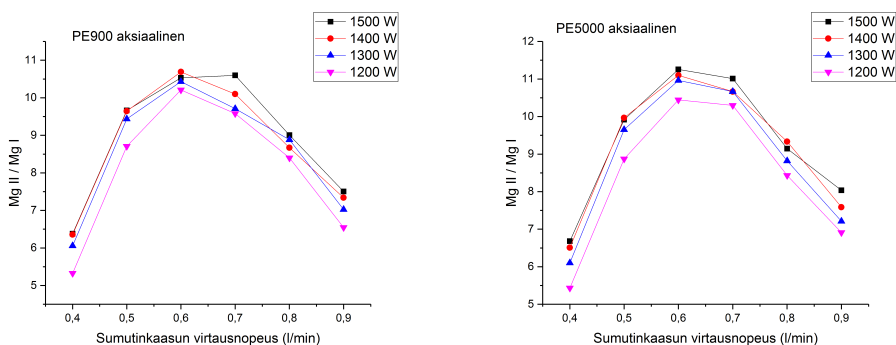 PE900 aksiaalinen
1500 W
1400 W
1300 W
1200 W
Mg II / Mg I
11
10
9
8
7
6
5
0,4 0,5 0,6 0,7 0,8 0,9
Sumutinkaasun virtausnopeus (l/min)
PE5000 aksiaalinen
1500 W
1400 W
1300 W
1200 W
Mg II / Mg I
12
11
10
9
8
7
6
5
0,4 0,5 0,6 0,7 0,8 0,9
Sumutinkaasun virtausnopeus (l/min)